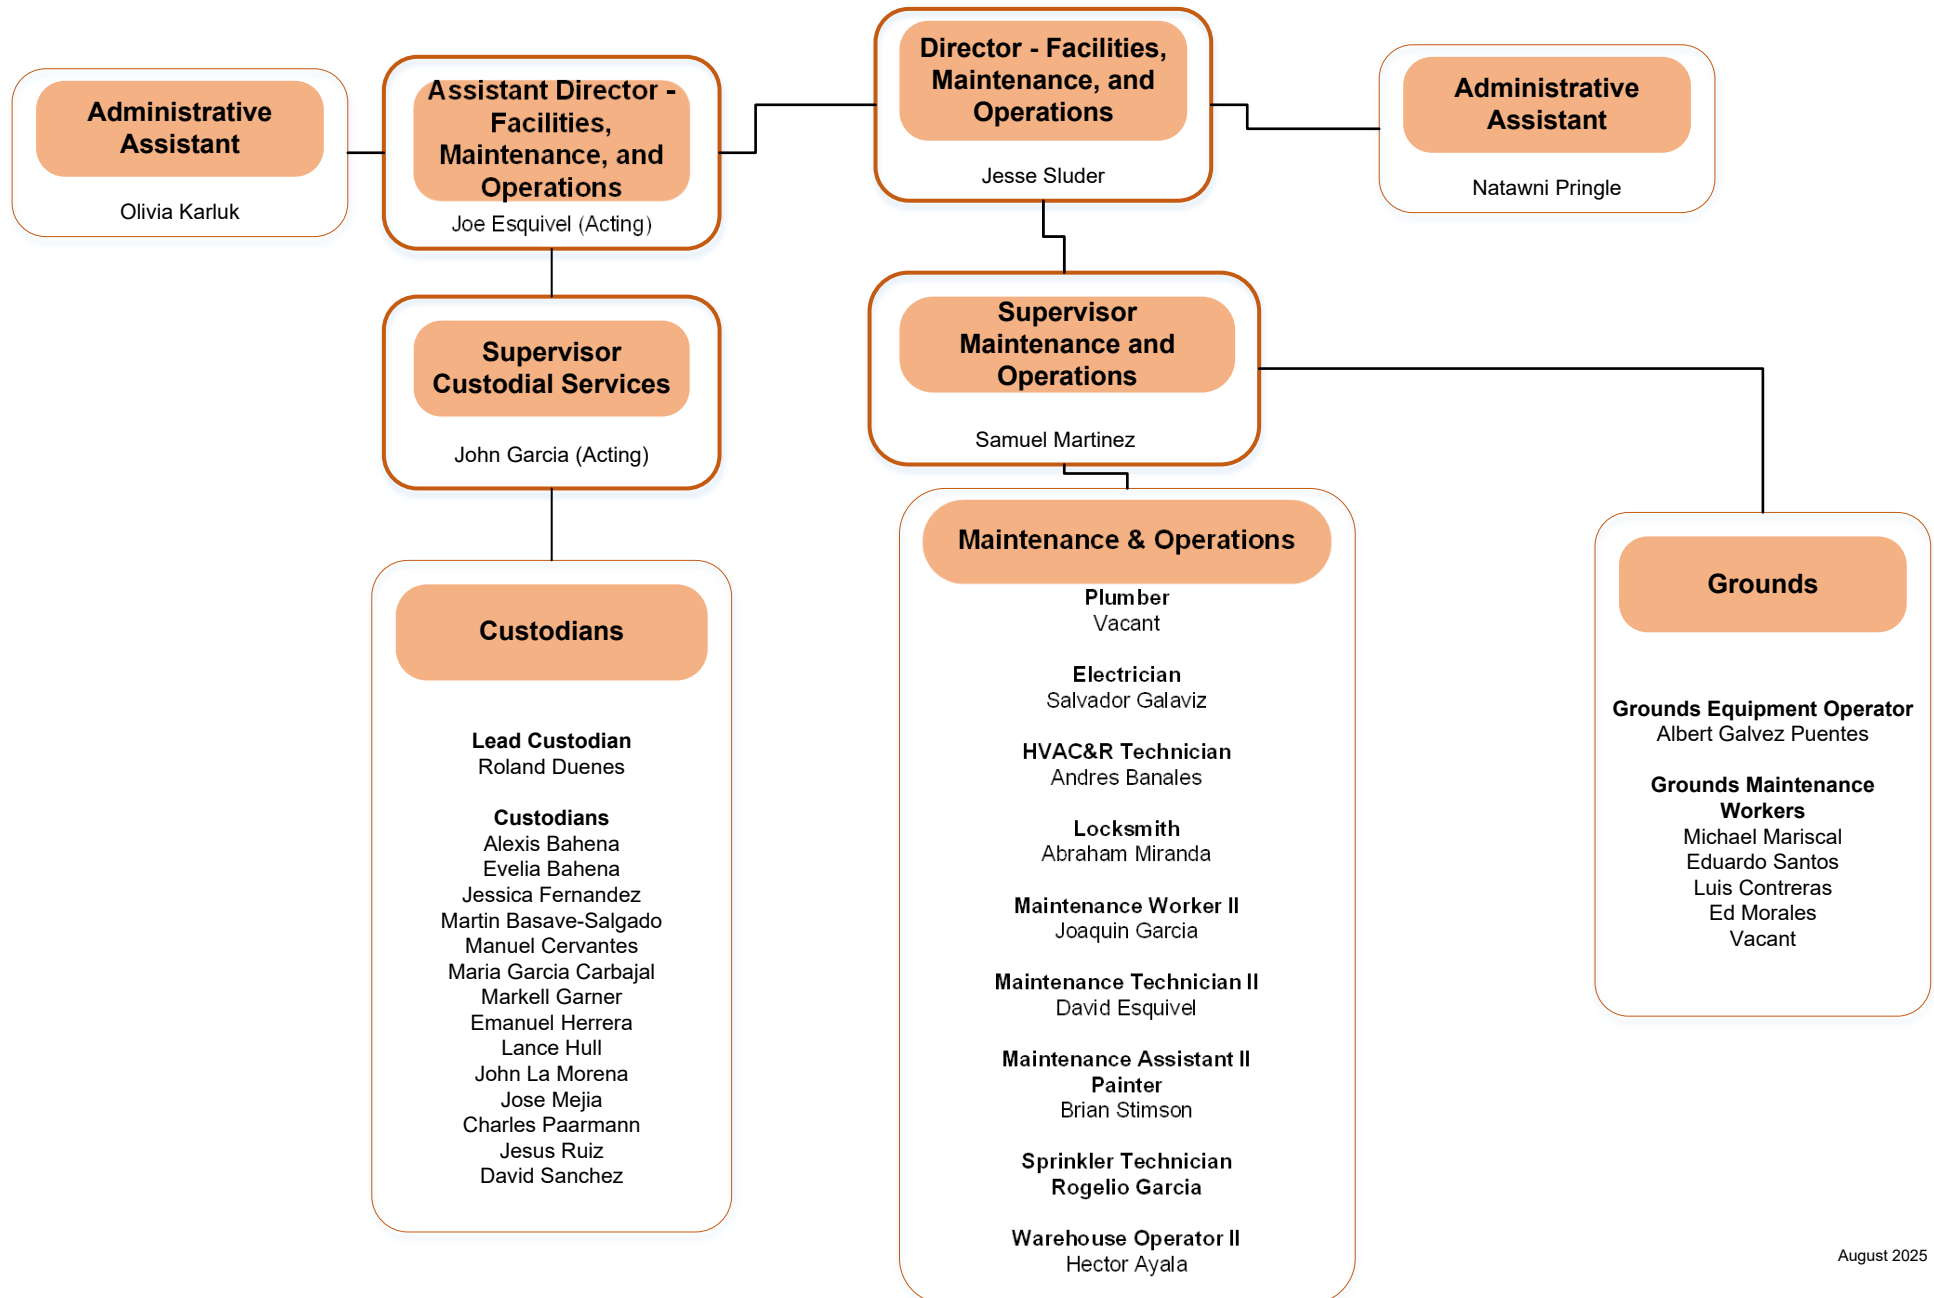 Administrative
Assistant
Olivia Karluk
Assistant Director -
Facilities,
Maintenance, and
Operations
Joe Esquivel (Acting)
Director - Facilities,
Maintenance, and
Operations
Jesse Sluder
Administrative
Assistant
Natawni Pringle
Supervisor
Custodial Services
John Garcia (Acting)
Supervisor
Maintenance and
Operations
Samuel Martinez
Custodians
Lead Custodian
Roland Duenes
Custodians
Alexis Bahena
Evelia Bahena
Jessica Fernandez
Martin Basave-Salgado
Manuel Cervantes
Maria Garcia Carbajal
Markell Garner
Emanuel Herrera
Lance Hull
John La Morena
Jose Mejia
Charles Paarmann
Jesus Ruiz
David Sanchez
Maintenance & Operations
Plumber
Vacant
Electrician
Salvador Galaviz
HVAC&R Technician
Andres Banales
Locksmith
Abraham Miranda
Maintenance Worker II
Joaquin Garcia
Maintenance Technician II
David Esquivel
Maintenance Assistant II
Painter
Brian Stimson
Sprinkler Technician
Rogelio Garcia
Warehouse Operator II
Hector Ayala
Grounds
Grounds Equipment Operator
Albert Galvez Puentes
Grounds Maintenance
Workers
Michael Mariscal
Eduardo Santos
Luis Contreras
Ed Morales
Vacant
August 2025